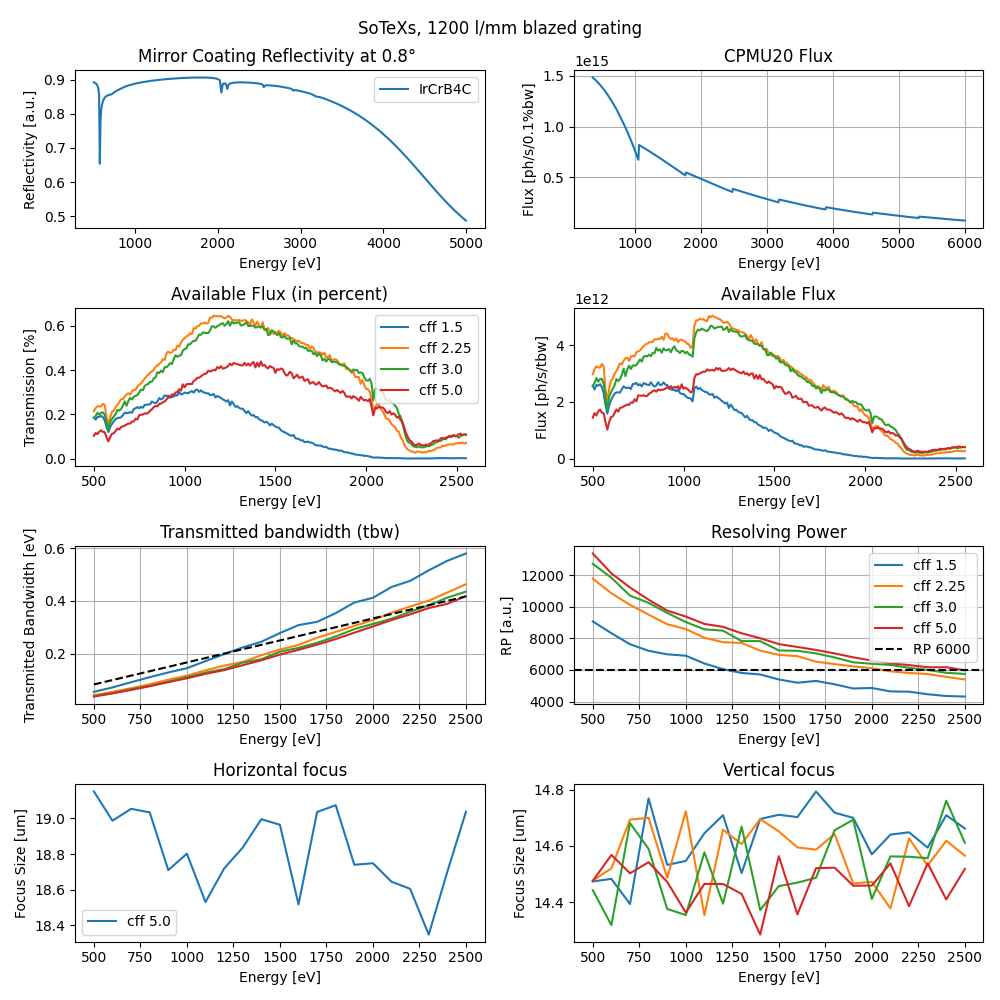 SoTeXs, 1200 l/mm blazed grating
Mirror Coating Reflectivity at 0.8°
Reflectivity [a.u.]
0.9
0.8
0.7
0.6
0.5
IrCrB4C
1000 2000 3000 4000 5000
Energy [eV]
CPMU20 Flux
1e15
Flux [ph/s/0.1%bw]
1.5
1.0
0.5
1000 2000 3000 4000 5000 6000
Energy [eV]
Available Flux (in percent)
Transmission [%]
0.6
0.4
0.2
0.0
cff 1.5
cff 2.25
cff 3.0
cff 5.0
500 1000 1500 2000 2500
Energy [eV]
Available Flux
1e12
Flux [ph/s/tbw]
4
2
0
500 1000 1500 2000 2500
Energy [eV]
Transmitted bandwidth (tbw)
Transmitted Bandwidth [eV]
0.6
0.4
0.2
500 750 1000 1250 1500 1750 2000 2250 2500
Energy [eV]
Resolving Power
RP [a.u.]
12000
10000
8000
6000
4000
cff 1.5
cff 2.25
cff 3.0
cff 5.0
RP 6000
500 750 1000 1250 1500 1750 2000 2250 2500
Energy [eV]
Horizontal focus
Focus Size [um]
19.0
18.8
18.6
18.4
cff 5.0
500 750 1000 1250 1500 1750 2000 2250 2500
Energy [eV]
Vertical focus
Focus Size [um]
14.8
14.6
14.4
500 750 1000 1250 1500 1750 2000 2250 2500
Energy [eV]